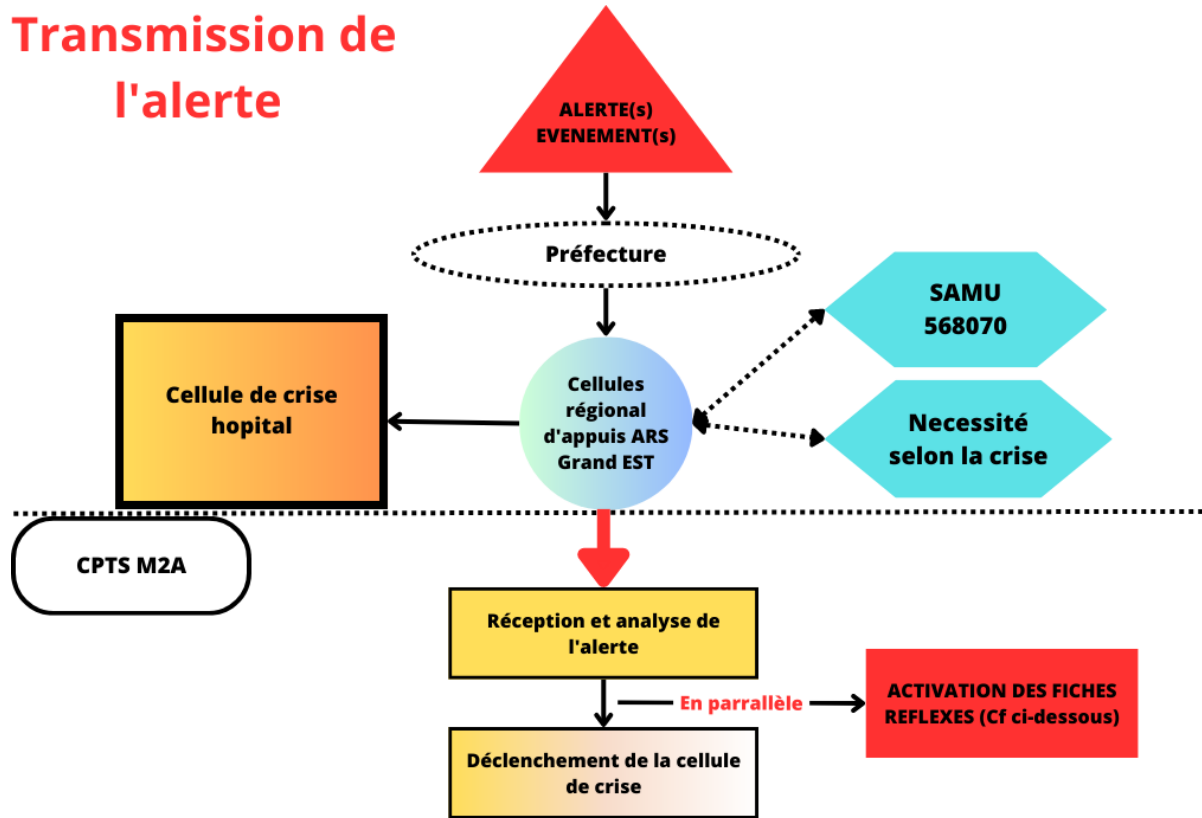 Transmission de
l'alerte
ALERTE(s)
EVENEMENT(s)
Préfecture
SAMU
568070
Cellule de crise
hopital
Cellules
régional
d'appuis ARS
Grand EST
Necessité
selon la crise
CPTS M2A
Réception et analyse de
l'alerte
En parrallèle
ACTIVATION DES FICHES
REFLEXES (Cf ci-dessous)
Déclenchement de la cellule
de crise